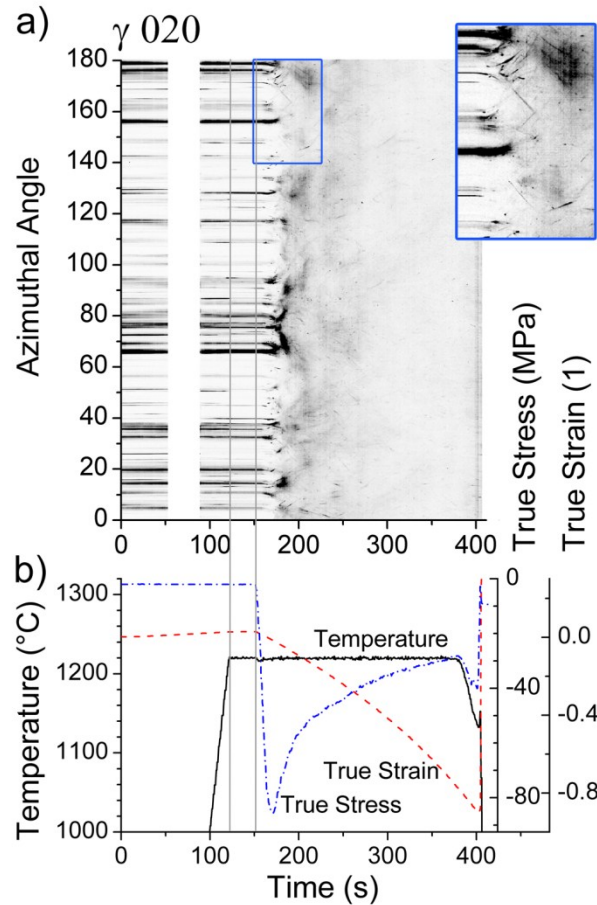 a) γ 020
180
160
140
120
100
80
60
40
20
0
Azimuthal Angle
0 100 200 300 400
True Stress (MPa)
True Strain (1)
b)
1300
1200
1100
1000
Temperature (°C)
Temperature
True Strain
True Stress
0
-40
-80
0.0
-0.4
-0.8
0 100 200 300 400
Time (s)